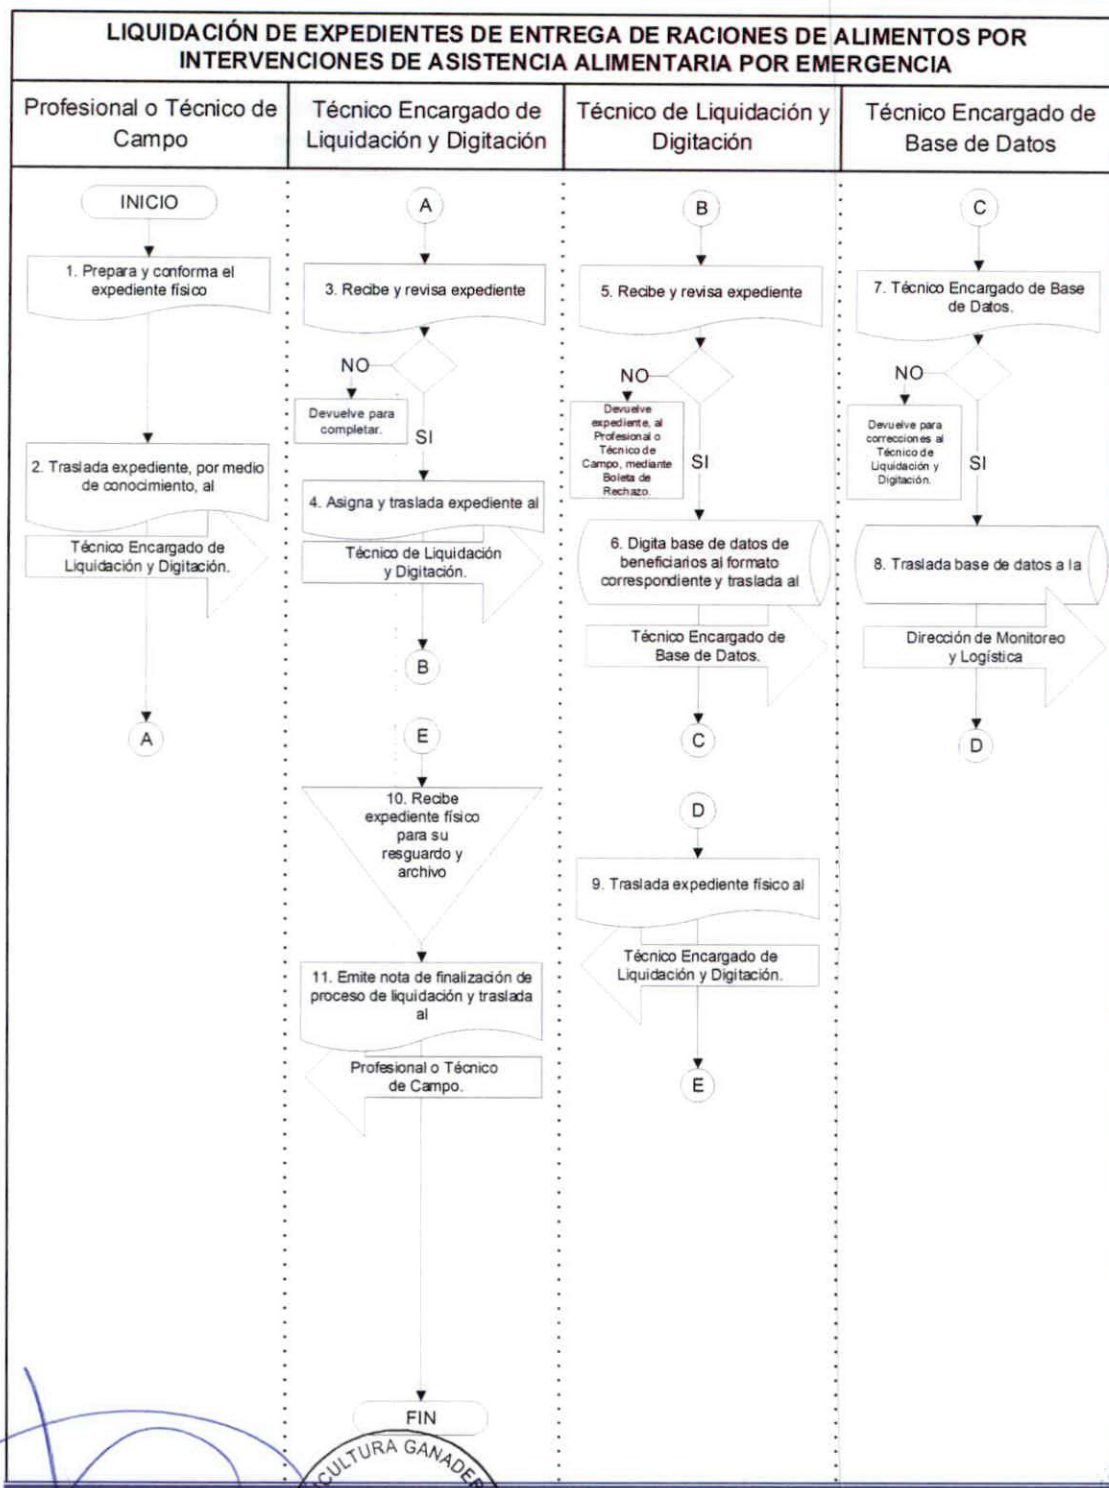 LIQUIDACIÓN DE EXPEDIENTES DE ENTREGA DE RACIONES DE ALIMENTOS POR
INTERVENCIONES DE ASISTENCIA ALIMENTARIA POR EMERGENCIA
Profesional o Técnico de
Campo
Técnico Encargado de
Liquidación y Digitación
Técnico de Liquidación y
Digitación
Técnico Encargado de
Base de Datos
INICIO
1. Prepara y conforma el
expediente físico
2. Traslada expediente, por medio
de conocimiento, al
Técnico Encargado de
Liquidación y Digitación.
A
A
3. Recibe y revisa expediente
NO
Devuelve para
completar.
SI
4. Asigna y traslada expediente al
Técnico de Liquidación
y Digitación.
B
E
10. Recibe
expediente físico
para su
resguardo y
archivo
11. Emite nota de finalización de
proceso de liquidación y traslada
al
Profesional o Técnico
de Campo.
FIN
B
5. Recibe y revisa expediente
NO
Devuelve
expediente, al
Profesional o
Técnico de
Campo, mediante
Boleta de
Rechazo.
SI
6. Digita base de datos de
beneficiarios al formato
correspondiente y traslada al
Técnico Encargado de
Base de Datos.
C
D
9. Traslada expediente físico al
Técnico Encargado de
Liquidación y Digitación.
E
C
7. Técnico Encargado de Base
de Datos.
NO
Devuelve para
correcciones al
Técnico de
Liquidación y
Digitación.
SI
8. Traslada base de datos a la
Dirección de Monitoreo
y Logística
D